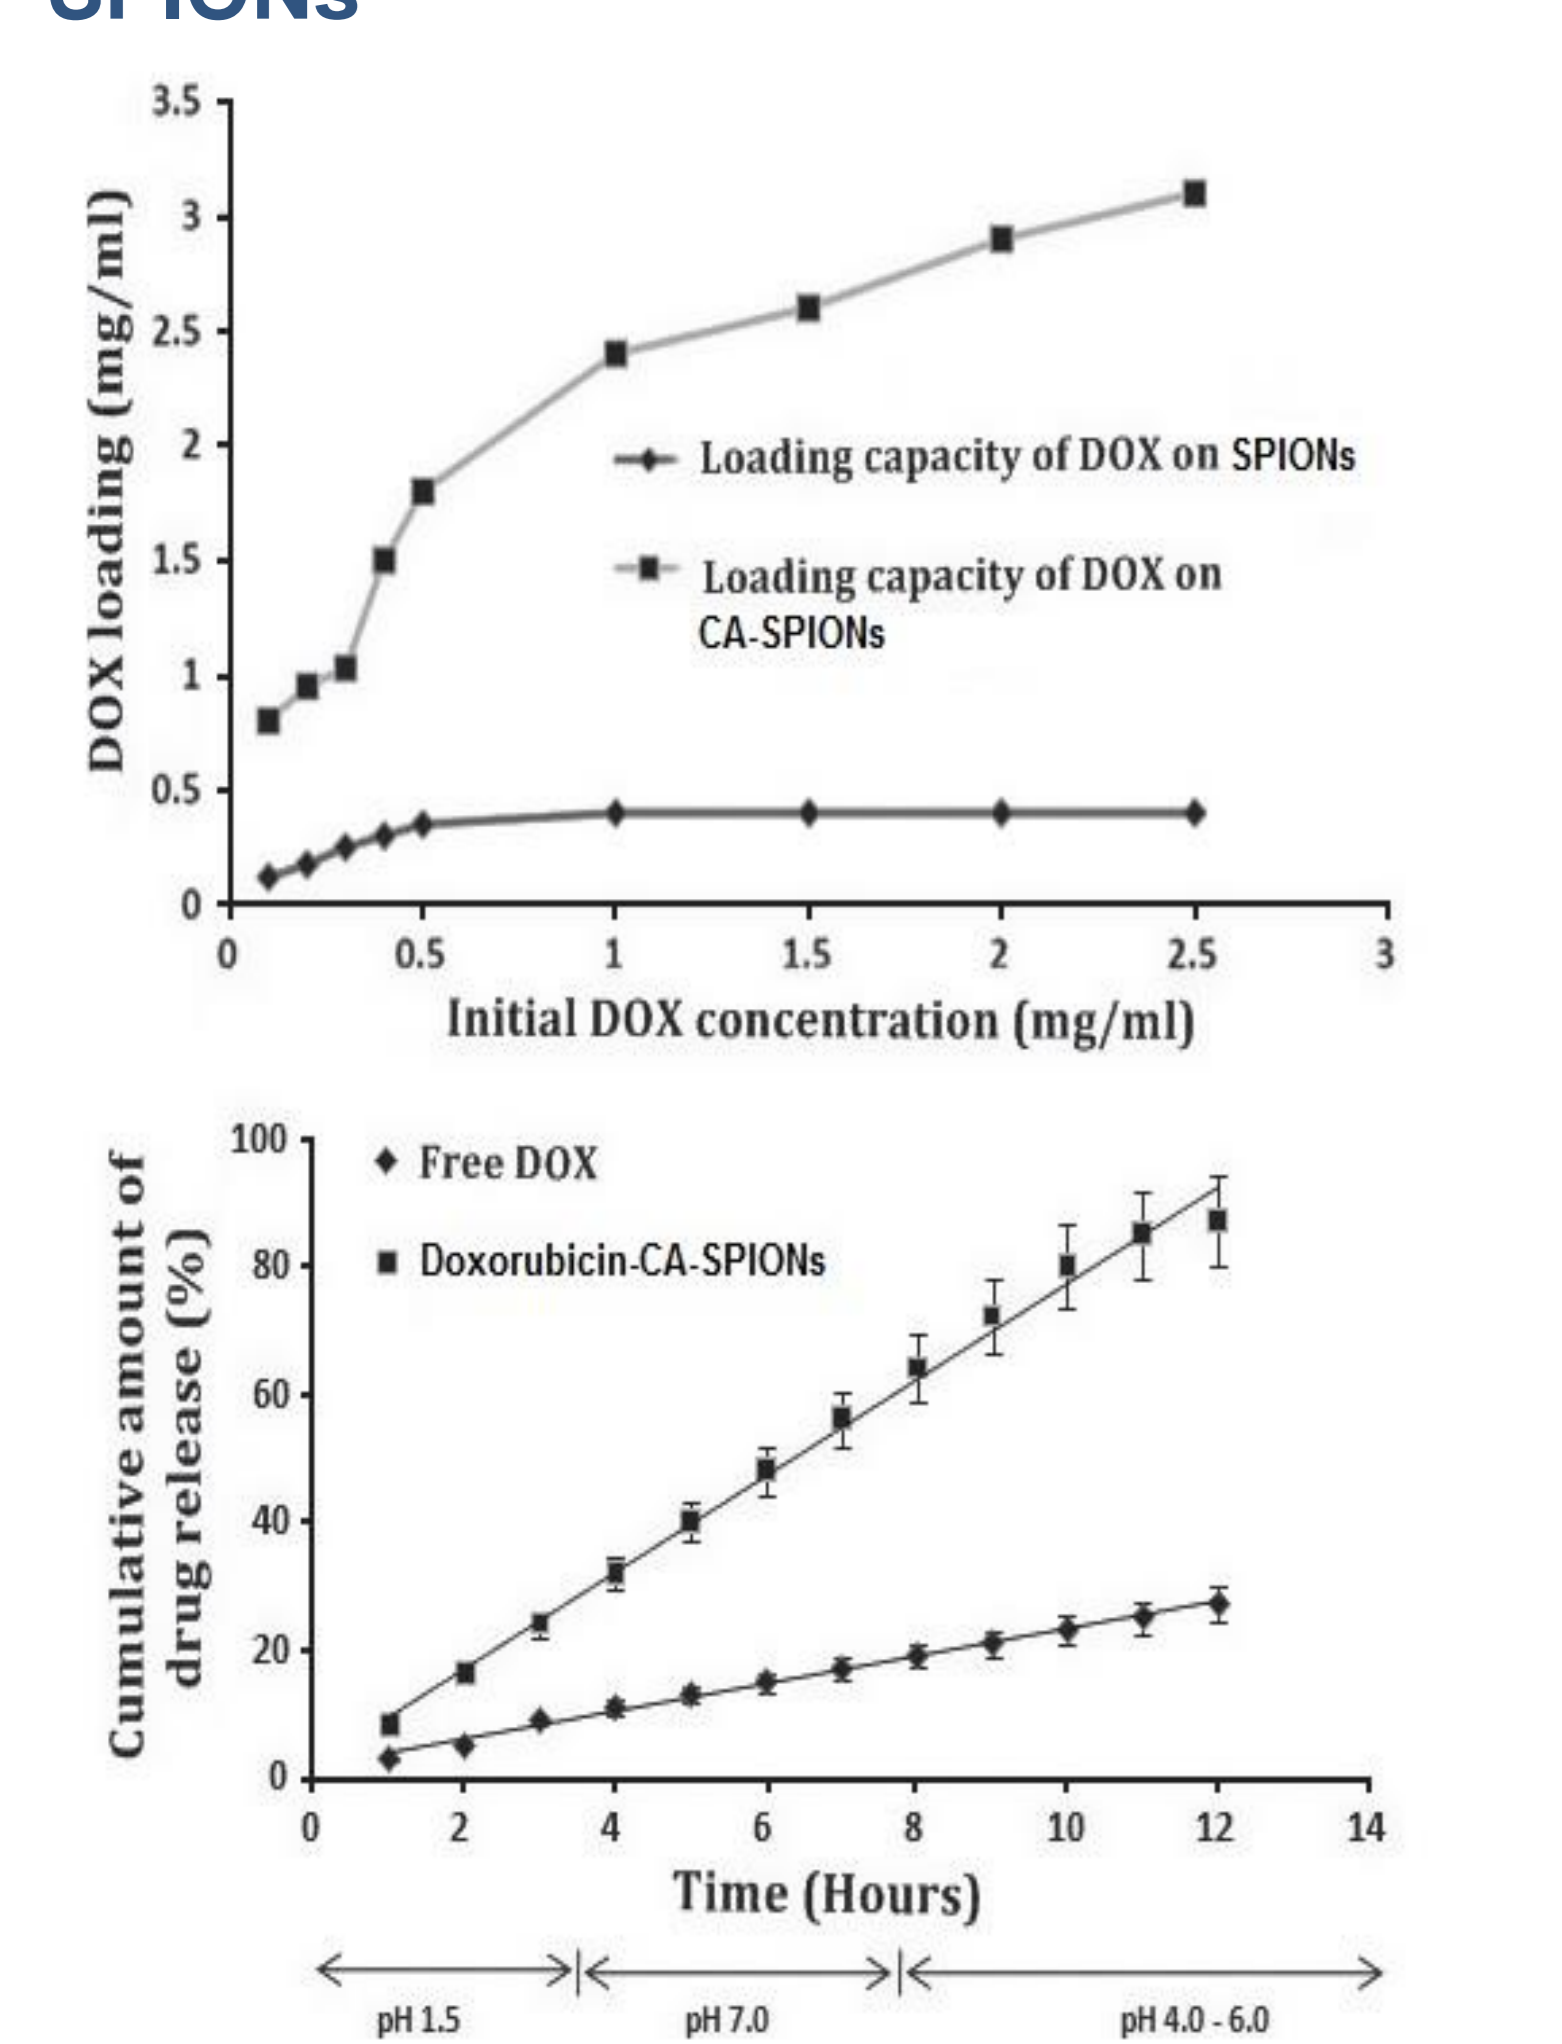 SPIONs
3.5
3
2.5
2
1.5
1
0.5
0
DOX loading (mg/ml)
Loading capacity of DOX on SPIONs
Loading capacity of DOX on
CA-SPIONs
0 0.5 1 1.5 2 2.5 3
Initial DOX concentration (mg/ml)
100
80
60
40
20
0
Cumulative amount of
drug release (%)
Free DOX
Doxorubicin-CA-SPIONs
0 2 4 6 8 10 12 14
Time (Hours)
pH 1.5 pH 7.0 pH 4.0 - 6.0